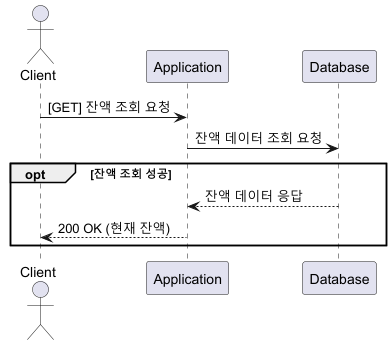 Client
Application
Database
[GET] 잔액 조회 요청
잔액 데이터 조회 요청
opt
[잔액 조회 성공]
잔액 데이터 응답
200 OK (현재 잔액)
Client
Application
Database